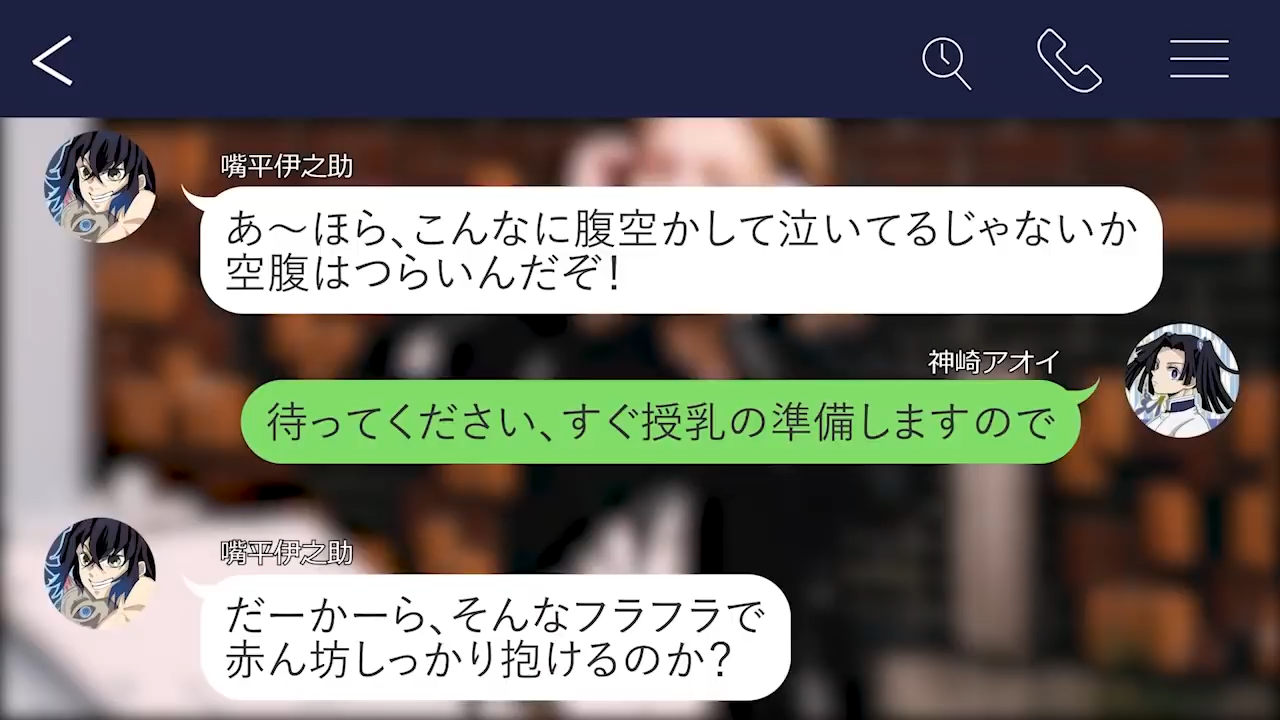 嘴平伊之助
あ～ほら、こんなに腹空かして泣いてるじゃないか
空腹はつらいんだぞ！
神崎アオイ
待ってください、すぐ授乳の準備しますので
嘴平伊之助
だーかーら、そんなフラフラで
赤ん坊しっかり抱けるのか？